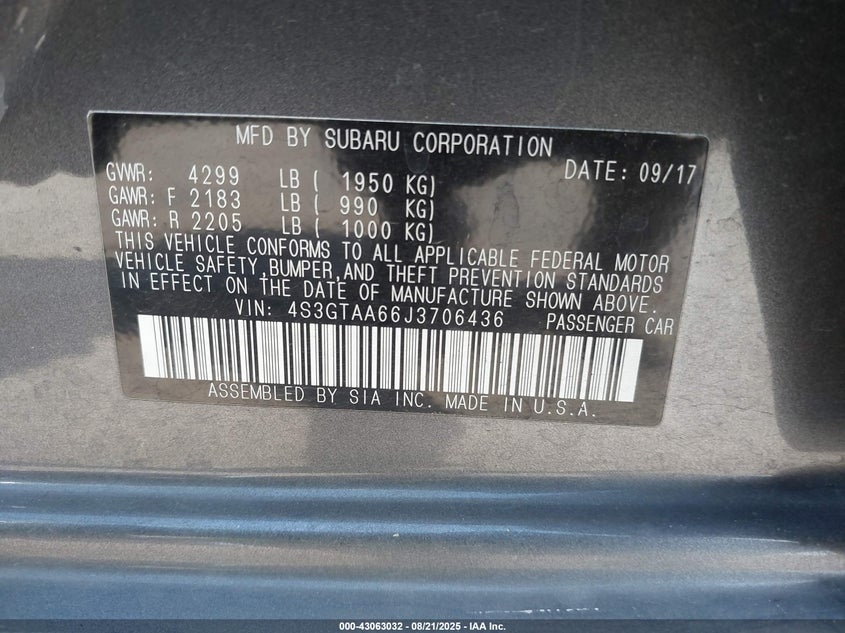 MFD BY SUBARU CORPORATION
GVWR: 4299 LB ( 1950 KG) DATE: 09/17
GAWR: F 2183 LB ( 990 KG)
GAWR: R 2205 LB ( 1000 KG)
THIS VEHICLE CONFORMS TO ALL APPLICABLE FEDERAL MOTOR
VEHICLE SAFETY,BUMPER,AND THEFT PREVENTION STANDARDS
IN EFFECT ON THE DATE OF MANUFACTURE SHOWN ABOVE.
VIN: 4S3GTAA66J3706436 PASSENGER CAR
ASSEMBLED BY SIA INC. MADE IN U.S.A.
000-43063032 - 08/21/2025 - IAA Inc.